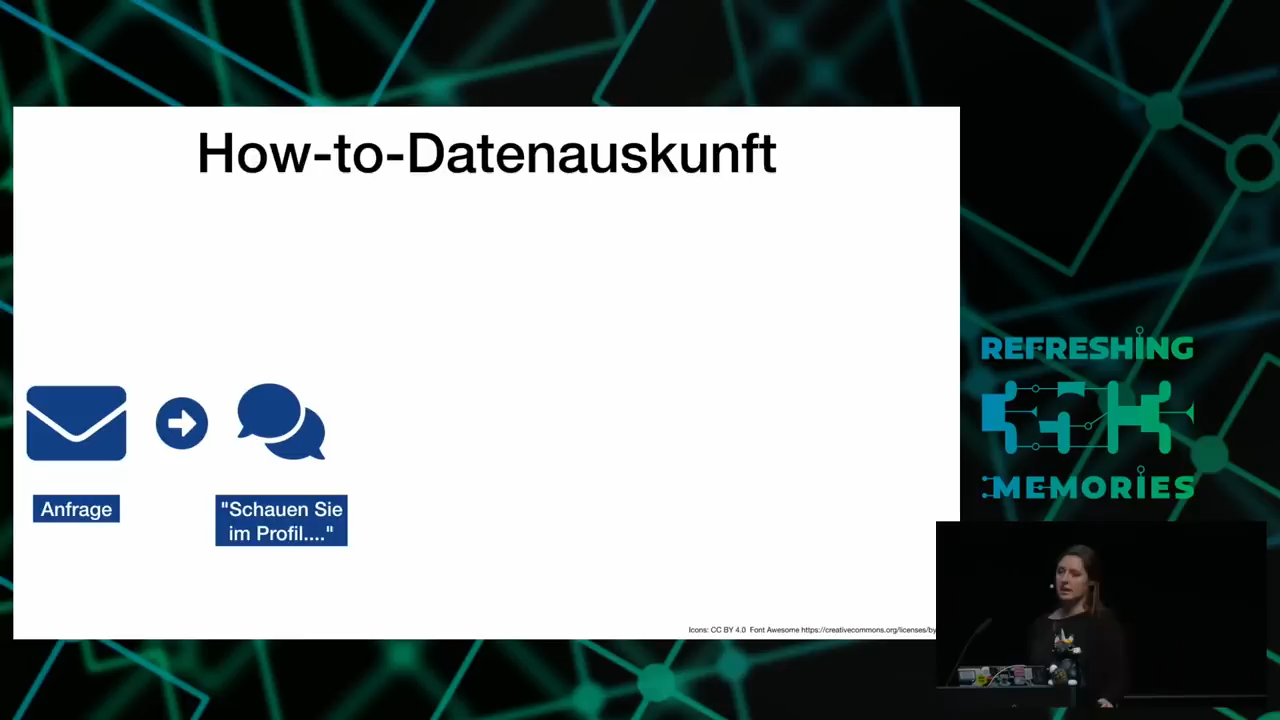 How-to-Datenauskunft
Anfrage
"Schauen Sie
im Profil...."
Icons: CC BY 4.0 Font Awesome https://creativecommons.org/licenses/by
REFRESHING
MEMORIES